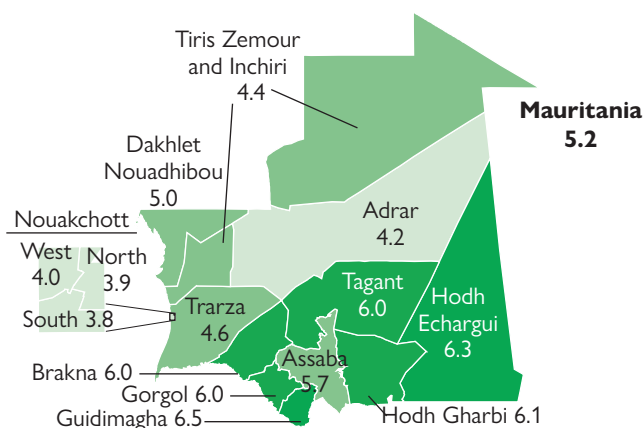 Tiris Zemour
and Inchiri
4.4
Mauritania
5.2
Dakhlet
Nouadhibou
5.0
Nouakchott
West
4.0
North
3.9
South 3.8
Adrar
4.2
Tagant
6.0
Hodh
Echargui
6.3
Trarza
4.6
Assaba
5.7
Brakna 6.0
Gorgol 6.0
Guidimagha 6.5
Hodh Gharbi 6.1